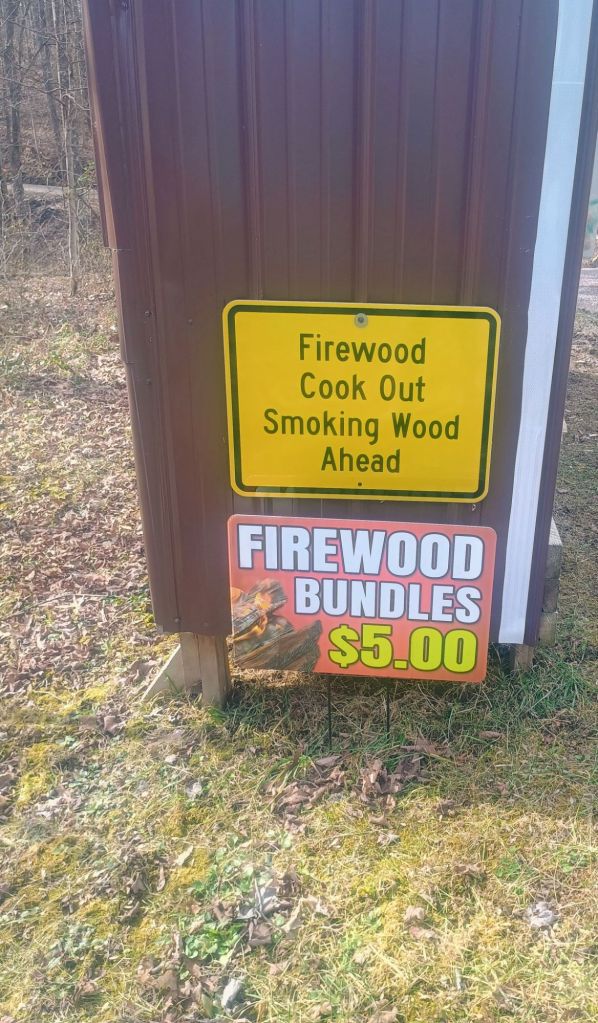 Firewood
Cook Out
Smoking Wood
Ahead
FIREWOOD
BUNDLES
$5.00